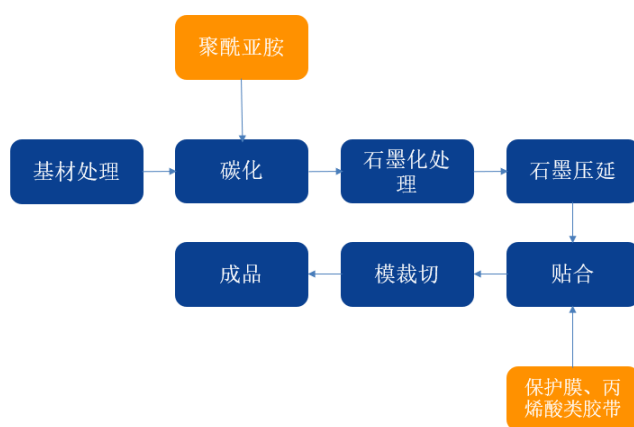 聚酰亚胺
基材处理
碳化
石墨化处
理
石墨压延
成品
模裁切
贴合
保护膜、丙
烯酸类胶带